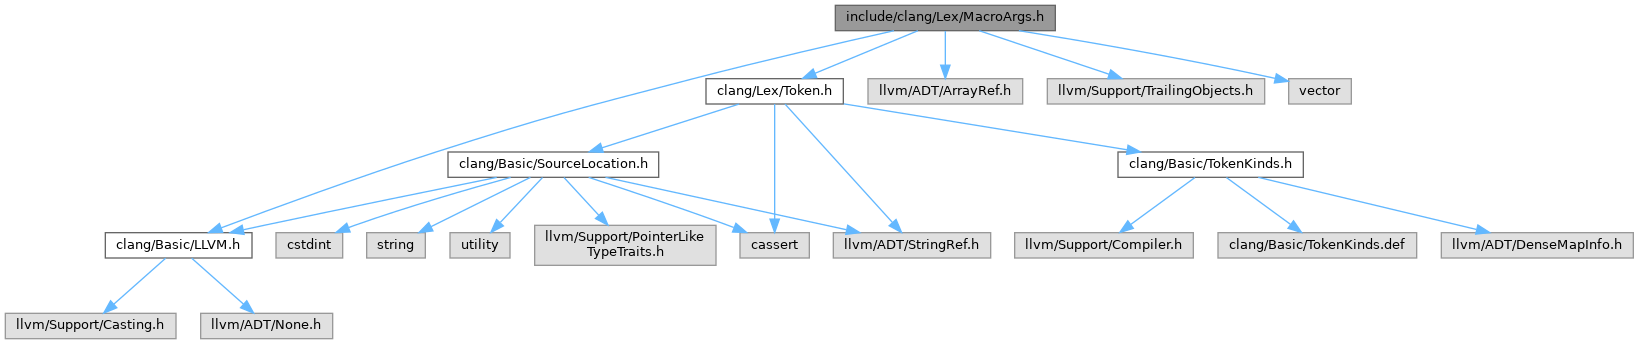 include/clang/Lex/MacroArgs.h
clang/Lex/Token.h
llvm/ADT/ArrayRef.h
llvm/Support/TrailingObjects.h
vector
clang/Basic/SourceLocation.h
clang/Basic/TokenKinds.h
clang/Basic/LLVM.h
cstdint
string
utility
llvm/Support/PointerLike
TypeTraits.h
cassert
llvm/ADT/StringRef.h
llvm/Support/Compiler.h
clang/Basic/TokenKinds.def
llvm/ADT/DenseMapInfo.h
llvm/Support/Casting.h
llvm/ADT/None.h